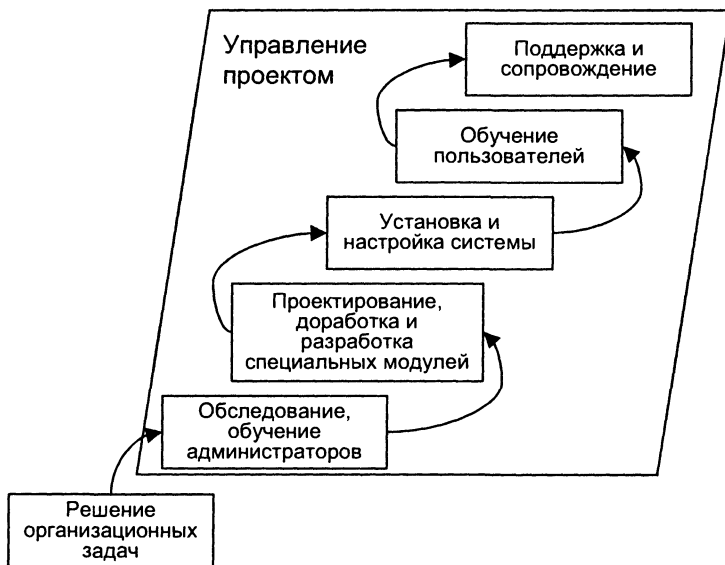 Управление
проектом
Поддержка и
сопровождение
Обучение
пользователей
Установка и
настройка системы
Проектирование,
доработка и
разработка
специальных модулей
Обследование,
обучение
администраторов
Решение
организационных
задач